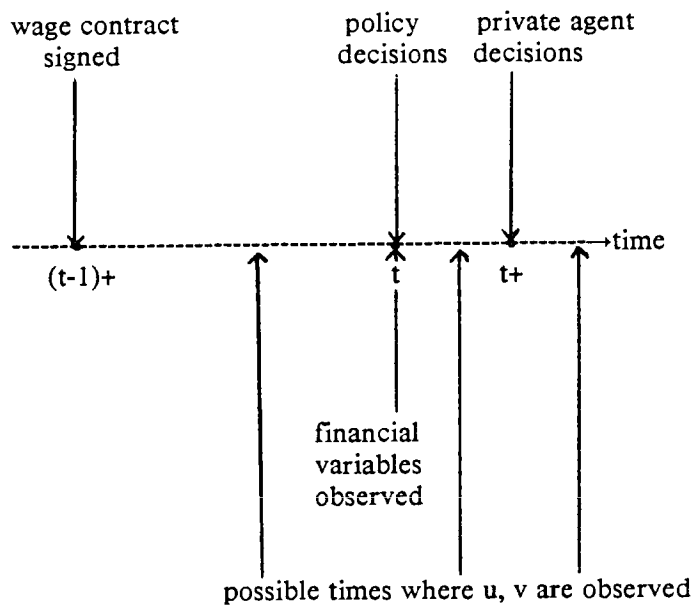 wage contract
signed
policy
decisions
private agent
decisions
time
(t-1)+
t
t+
financial
variables
observed
possible times where u, v are observed